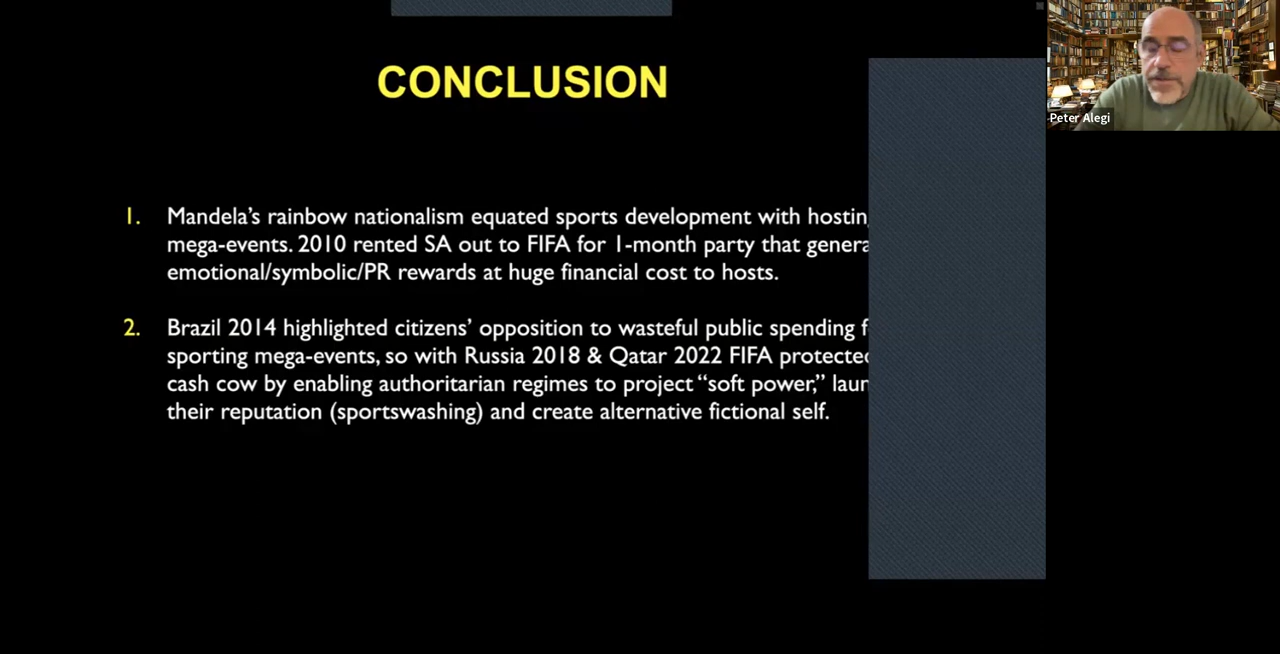 CONCLUSION
Peter Alegi
1. Mandela’s rainbow nationalism equated sports development with hostin
mega-events. 2010 rented SA out to FIFA for 1-month party that genera
emotional/symbolic/PR rewards at huge financial cost to hosts.
2. Brazil 2014 highlighted citizens’ opposition to wasteful public spending f
sporting mega-events, so with Russia 2018 & Qatar 2022 FIFA protected
cash cow by enabling authoritarian regimes to project “soft power,” laun
their reputation (sportswashing) and create alternative fictional self.